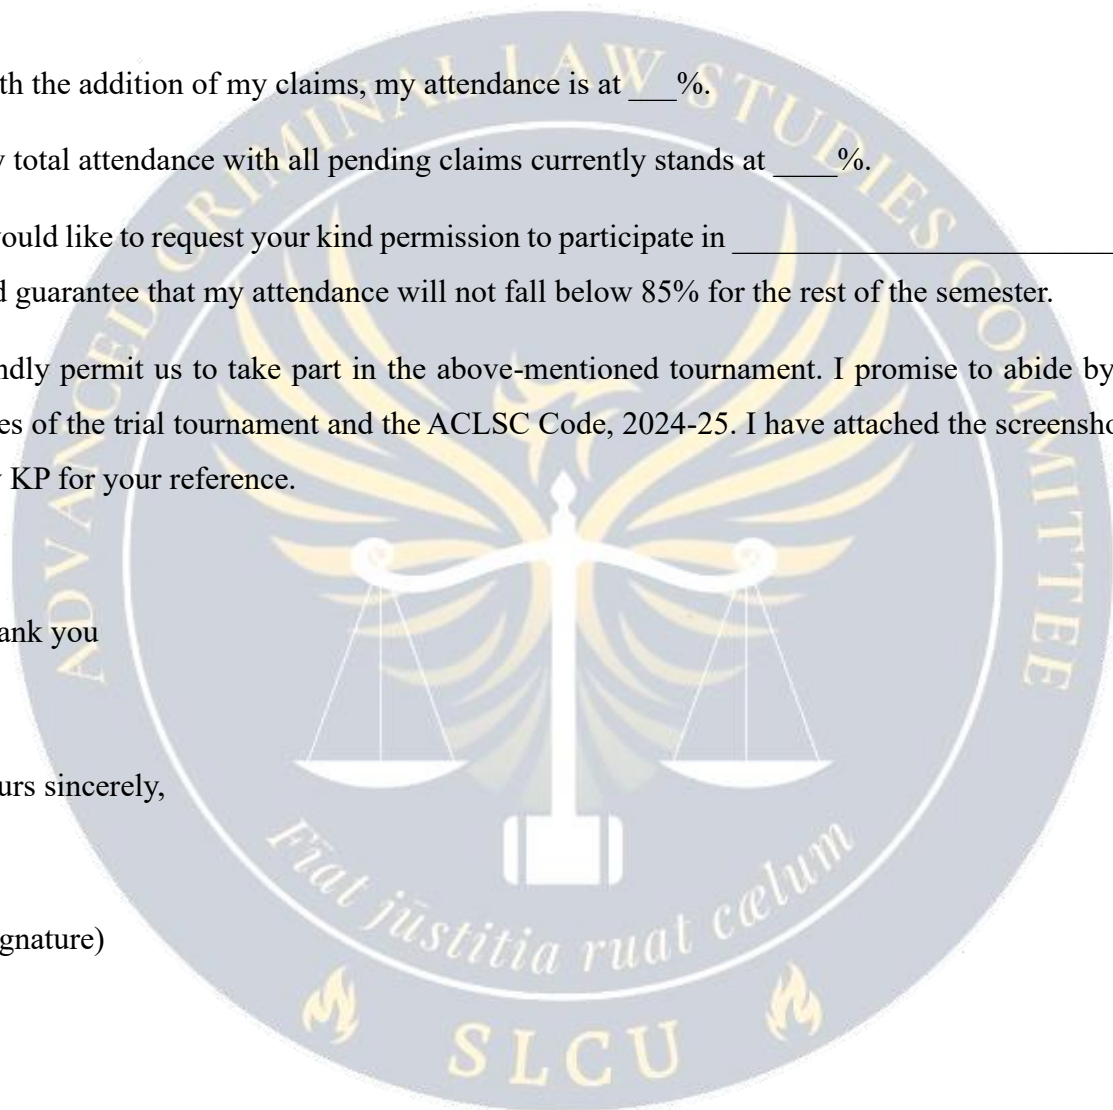 th the addition of my claims, my attendance is at ___%.
y total attendance with all pending claims currently stands at ____%.
ould like to request your kind permission to participate in ________________________
d guarantee that my attendance will not fall below 85% for the rest of the semester.
ndly permit us to take part in the above-mentioned tournament. I promise to abide by
es of the trial tournament and the ACLSC Code, 2024-25. I have attached the screensho
y KP for your reference.
ank you
urs sincerely,
gnature)
ADVANCED CRIMINAL LAW STUDIES COMMITTEE
Fīat jūstitia ruat cælum
SLCU